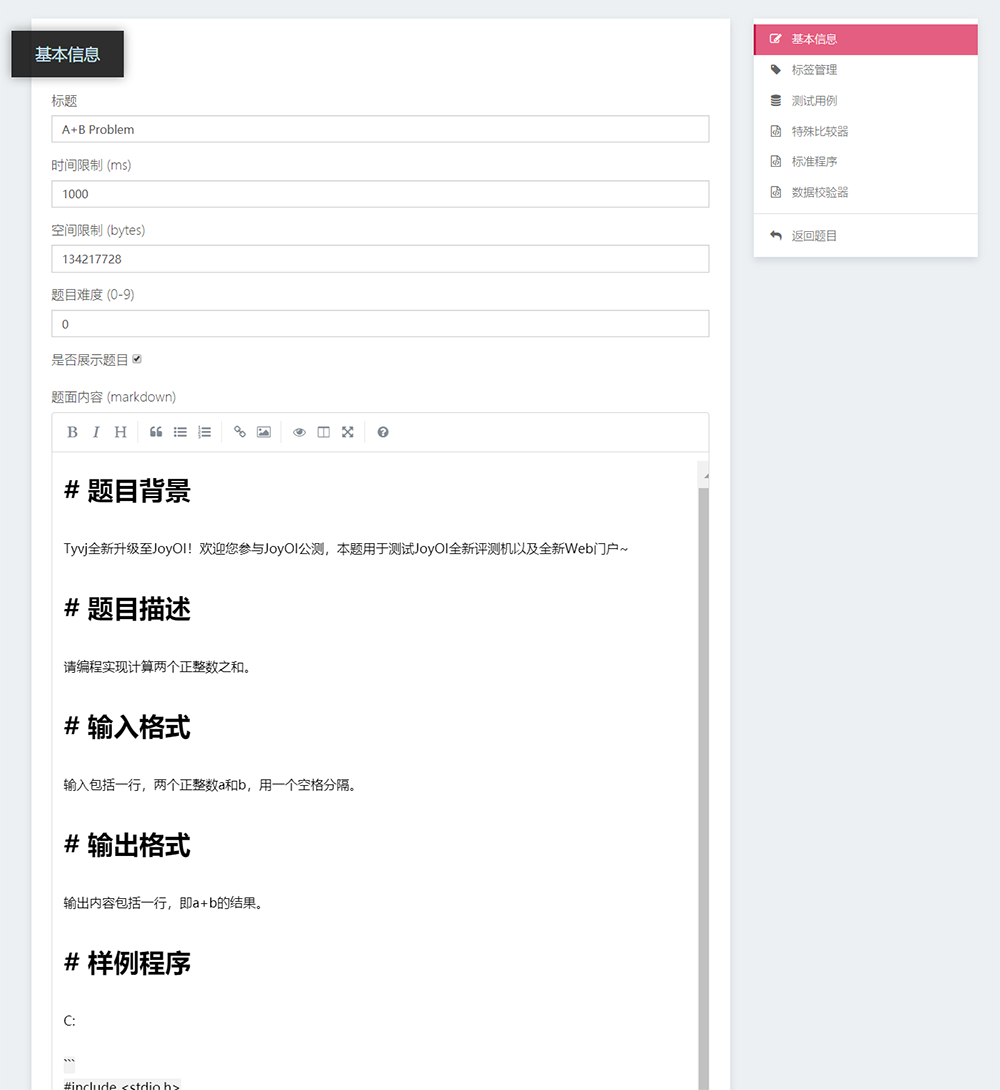 基本信息
标题
A+B Problem
时间限制 (ms)
1000
空间限制 (bytes)
134217728
题目难度 (0-9)
0
是否展示题目
题面内容 (markdown)
B I H
# 题目背景
Tyvj全新升级至JoyOI！欢迎您参与JoyOI公测，本题用于测试JoyOI全新评测机以及全新Web门户~
# 题目描述
请编程实现计算两个正整数之和。
# 输入格式
输入包括一行，两个正整数a和b，用一个空格分隔。
# 输出格式
输出内容包括一行，即a+b的结果。
# 样例程序
C:
```
#include <stdio.h>
基本信息
标签管理
测试用例
特殊比较器
标准程序
数据校验器
返回题目